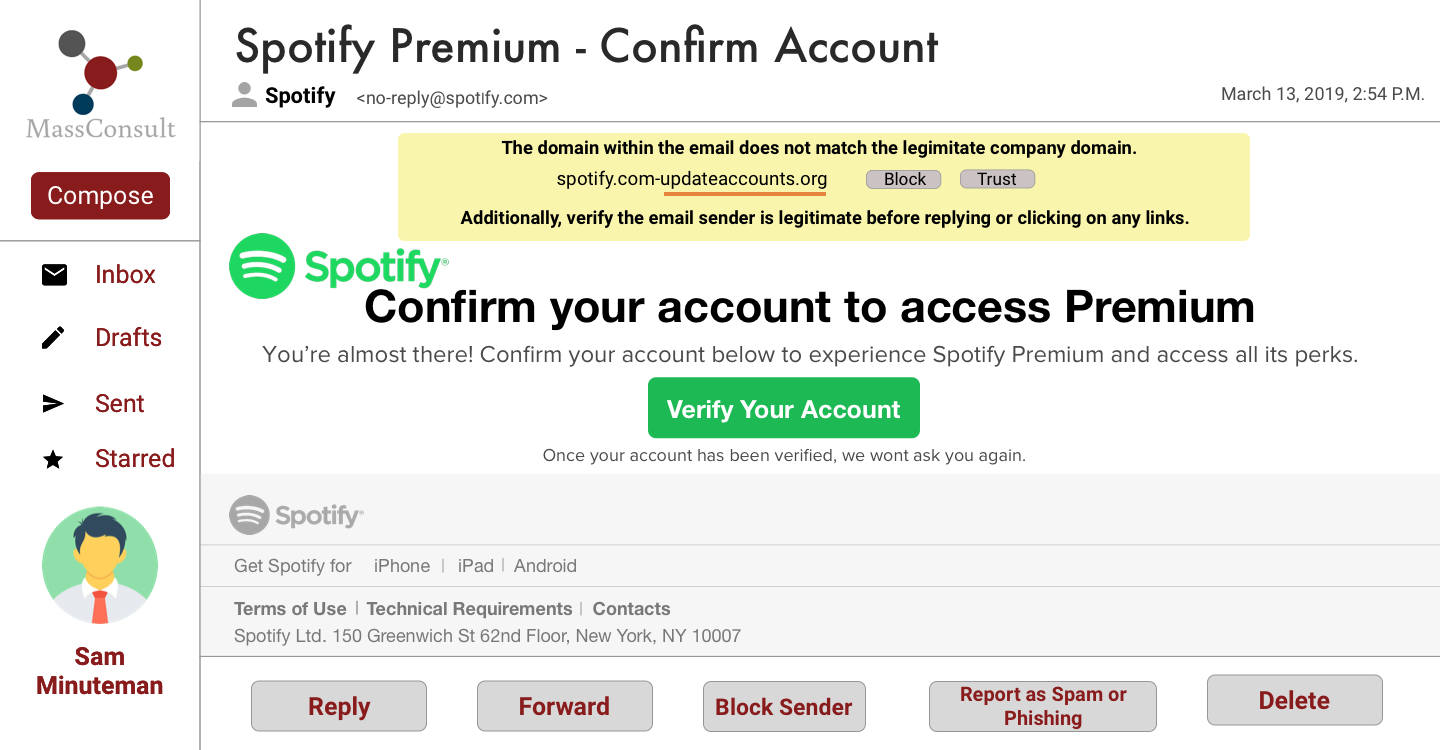 MassConsult
Compose
Inbox
Drafts
Sent
Starred
Sam
Minuteman
Spotify Premium - Confirm Account
Spotify <no-reply@spotify.com>
March 13, 2019, 2:54 P.M.
The domain within the email does not match the legimitate company domain.
spotify.com-updateaccounts.org Block Trust
Additionally, verify the email sender is legitimate before replying or clicking on any links.
Spotify®
Confirm your account to access Premium
You’re almost there! Confirm your account below to experience Spotify Premium and access all its perks.
Verify Your Account
Once your account has been verified, we wont ask you again.
Spotify®
Get Spotify for iPhone | iPad | Android
Terms of Use | Technical Requirements | Contacts
Spotify Ltd. 150 Greenwich St 62nd Floor, New York, NY 10007
Reply
Forward
Block Sender
Report as Spam or
Phishing
Delete